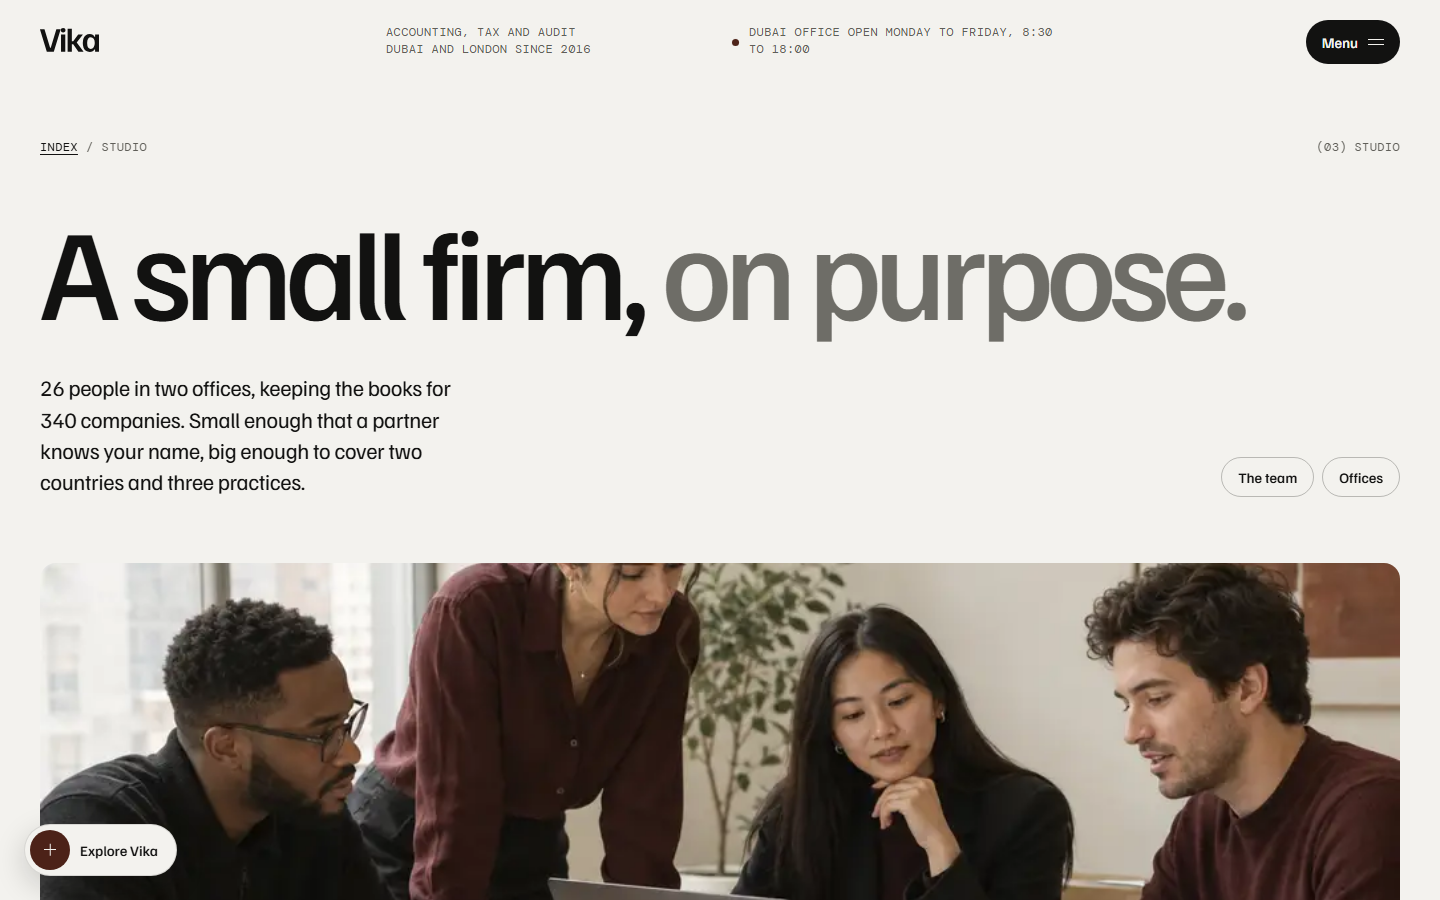 Vika
ACCOUNTING, TAX AND AUDIT
DUBAI AND LONDON SINCE 2016
DUBAI OFFICE OPEN MONDAY TO FRIDAY, 8:30
TO 18:00
Menu
INDEX / STUDIO
(03) STUDIO
A small firm, on purpose.
26 people in two offices, keeping the books for
340 companies. Small enough that a partner
knows your name, big enough to cover two
countries and three practices.
The team
Offices
Explore Vika